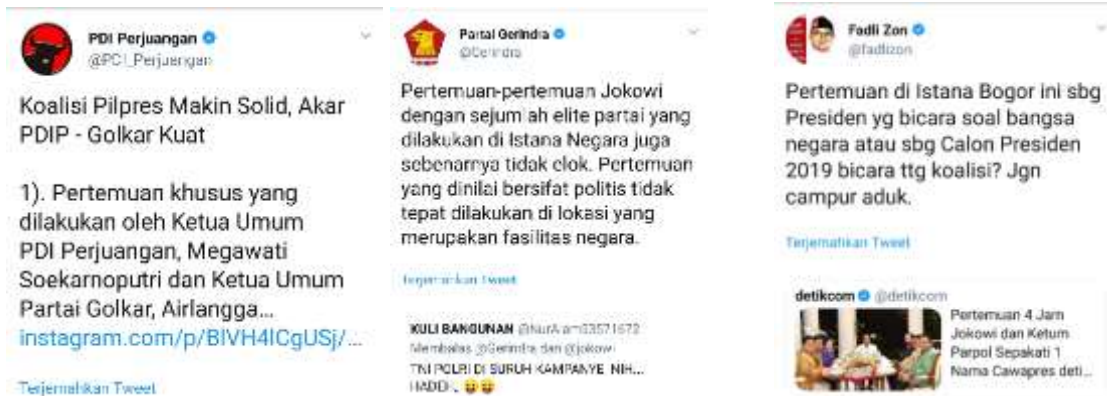 PDI Perjuangan
@PDI_Perjuangan
Koalisi Pilpres Makin Solid, Akar
PDIP - Golkar Kuat
1). Pertemuan khusus yang
dilakukan oleh Ketua Umum
PDI Perjuangan, Megawati
Soekarnoputri dan Ketua Umum
Partai Golkar, Airlangga...
instagram.com/p/BlVH4lCgUSj/...
Terjemahkan Tweet
Partai Gerindra
@Gerindra
Pertemuan-pertemuan Jokowi
dengan sejumlah elite partai yang
dilakukan di Istana Negara juga
sebenarnya tidak elok. Pertemuan
yang dinilai bersifat politis tidak
tepat dilakukan di lokasi yang
merupakan fasilitas negara.
Terjemahkan Tweet
KULI BANGUNAN @NurAlam03571672
Membalas @Gerindra dan @jokowi
TNI POLRI DI SURUH KAMPANYE NIH...
HADEH..
Fadli Zon
@fadlizon
Pertemuan di Istana Bogor ini sbg
Presiden yg bicara soal bangsa
negara atau sbg Calon Presiden
2019 bicara ttg koalisi? Jgn
campur aduk.
Terjemahkan Tweet
detikcom @detikcom
Pertemuan 4 Jam
Jokowi dan Ketum
Parpol Sepakati 1
Nama Cawapres deti...